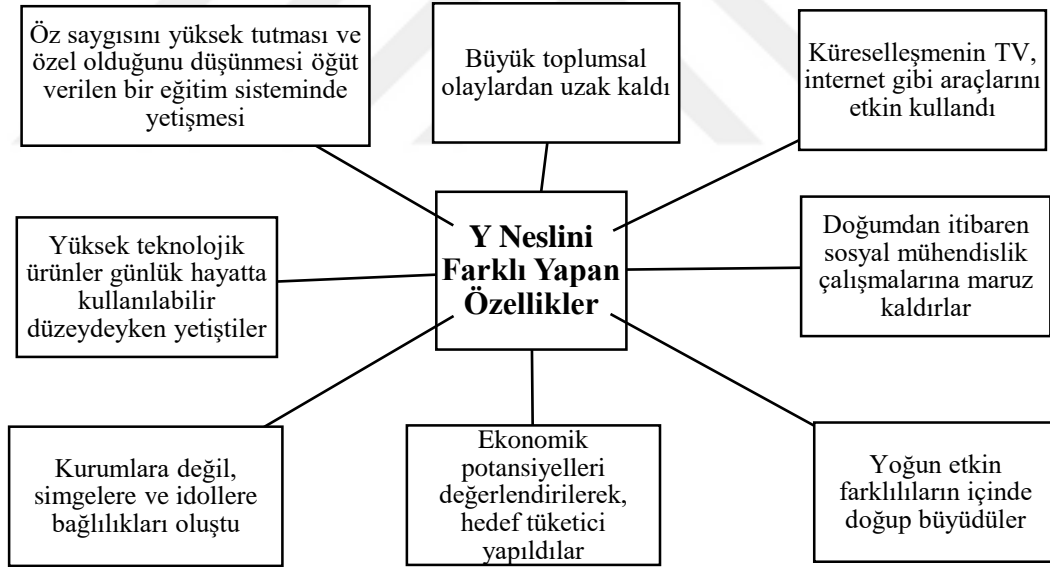 Öz saygısını yüksek tutması ve
özel olduğunu düşünmesi öğüt
verilen bir eğitim sisteminde
yetişmesi
Büyük toplumsal
olaylardan uzak kaldı
Küreselleşmenin TV,
internet gibi araçlarını
etkin kullandı
Yüksek teknolojik
ürünler günlük hayatta
kullanılabilir
düzeydeyken yetiştiler
Y Neslini
Farklı Yapan
Özellikler
Doğumdan itibaren
sosyal mühendislik
çalışmalarına maruz
kaldırlar
Kurumlara değil,
simgelere ve idollere
bağlılıkları oluştu
Ekonomik
potansiyelleri
değerlendirilerek,
hedef tüketici
yapıldılar
Yoğun etkin
farklılıların içinde
doğup büyüdüler